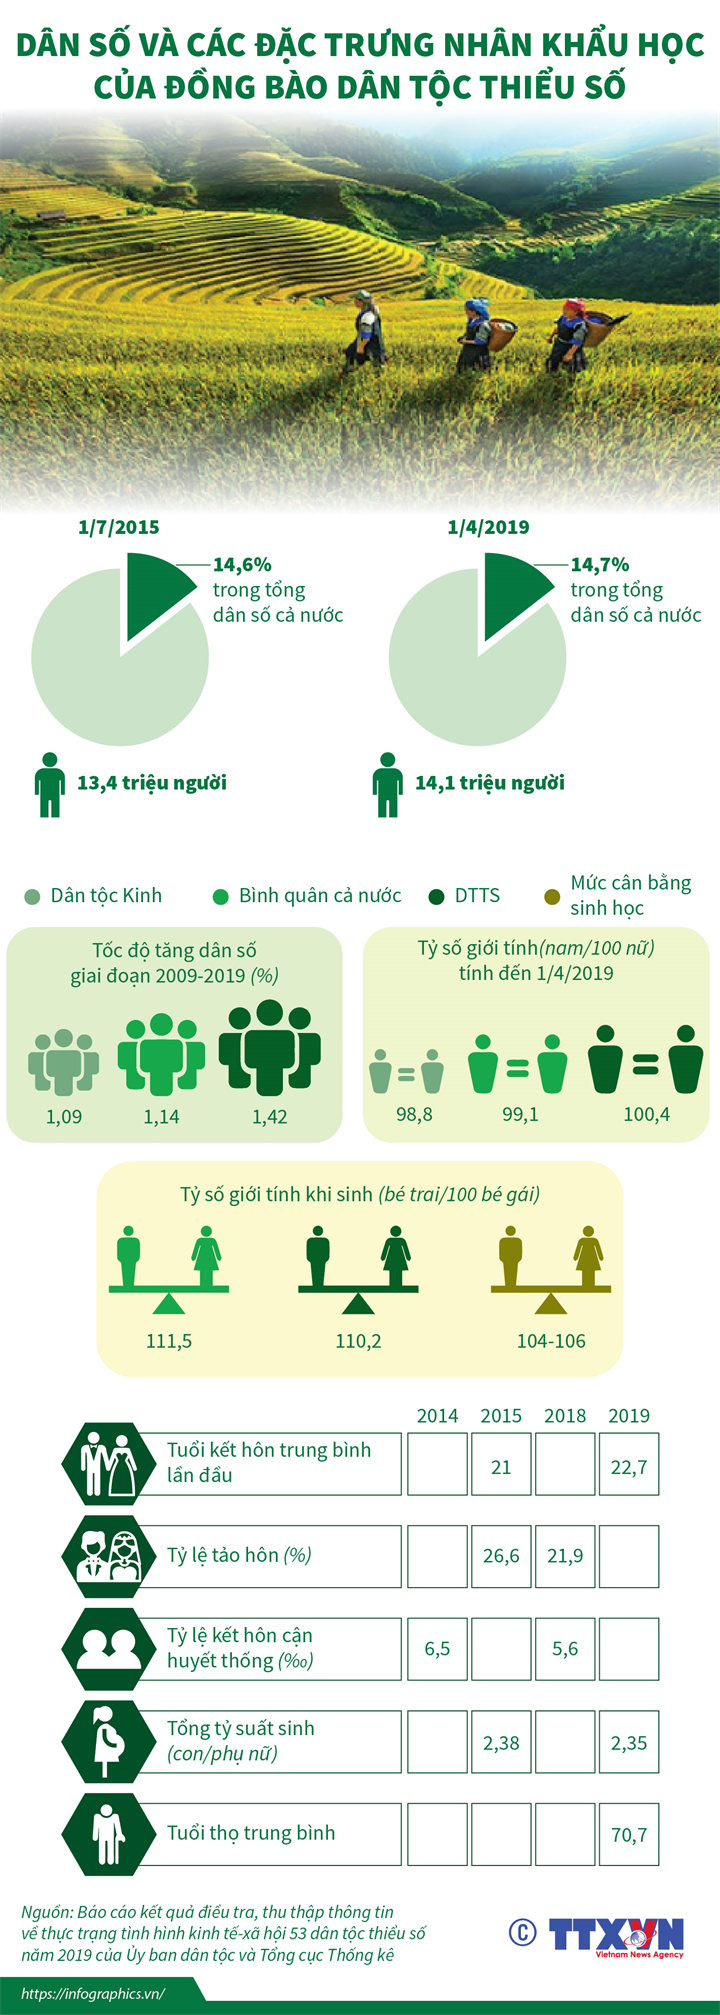 DÂN SỐ VÀ CÁC ĐẶC TRƯNG NHÂN KHẨU HỌC
CỦA ĐỒNG BÀO DÂN TỘC THIỂU SỐ
1/7/2015
14,6%
trong tổng
dân số cả nước
13,4 triệu người
1/4/2019
14,7%
trong tổng
dân số cả nước
14,1 triệu người
Dân tộc Kinh
Bình quân cả nước
DTTS
Mức cân bằng
sinh học
Tốc độ tăng dân số
giai đoạn 2009-2019 (%)
1,09
1,14
1,42
Tỷ số giới tính(nam/100 nữ)
tính đến 1/4/2019
98,8
99,1
100,4
Tỷ số giới tính khi sinh (bé trai/100 bé gái)
111,5
110,2
104-106
2014 2015 2018 2019
Tuổi kết hôn trung bình
lần đầu
21 22,7
Tỷ lệ tảo hôn (%)
26,6 21,9
Tỷ lệ kết hôn cận
huyết thống (‰)
6,5 5,6
Tổng tỷ suất sinh
(con/phụ nữ)
2,38 2,35
Tuổi thọ trung bình
70,7
Nguồn: Báo cáo kết quả điều tra, thu thập thông tin
về thực trạng tình hình kinh tế-xã hội 53 dân tộc thiểu số
năm 2019 của Ủy ban dân tộc và Tổng cục Thống kê
© TTXVN
Vietnam News Agency
https://infographics.vn/